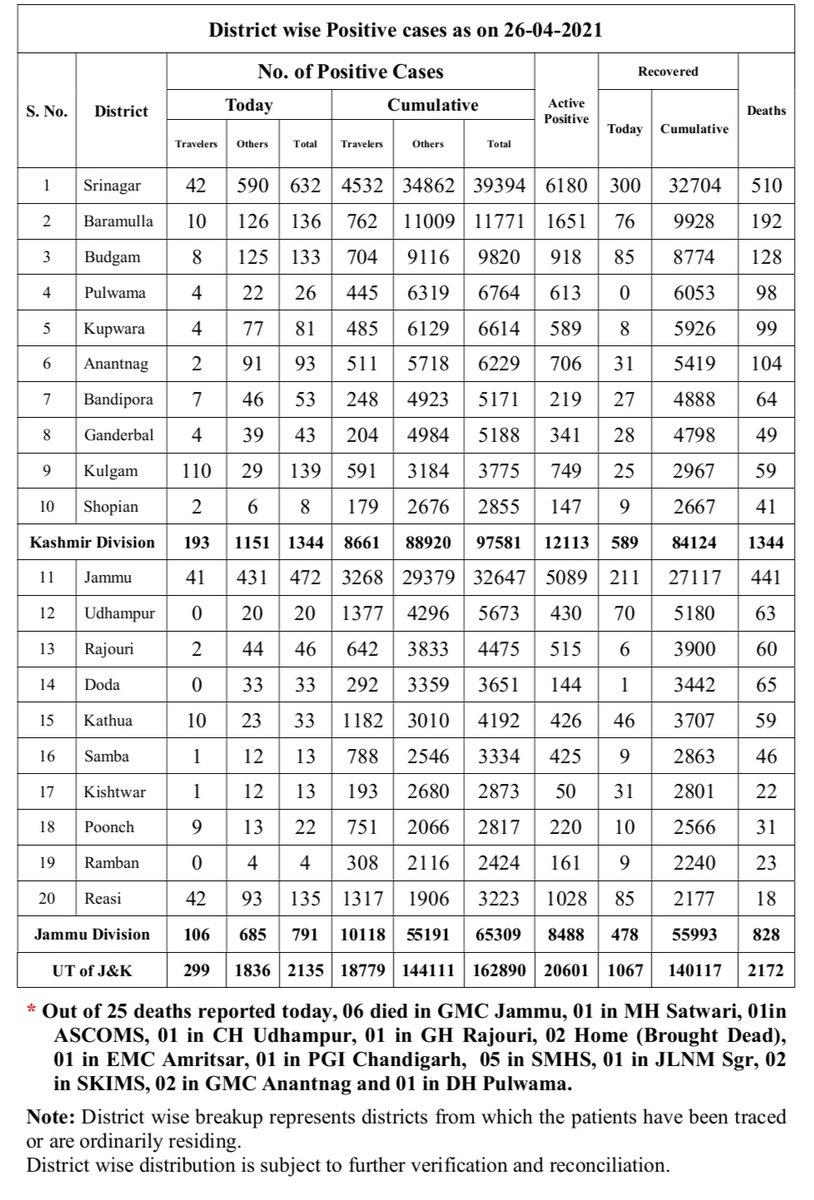 District wise Positive cases as on 26-04-2021
S. No. District No. of Positive Cases Active Positive Recovered Deaths
Today Cumulative Today Cumulative
Travelers Others Total Travelers Others Total
1 Srinagar 42 590 632 4532 34862 39394 6180 300 32704 510
2 Baramulla 10 126 136 762 11009 11771 1651 76 9928 192
3 Budgam 8 125 133 704 9116 9820 918 85 8774 128
4 Pulwama 4 22 26 445 6319 6764 613 0 6053 98
5 Kupwara 4 77 81 485 6129 6614 589 8 5926 99
6 Anantnag 2 91 93 511 5718 6229 706 31 5419 104
7 Bandipora 7 46 53 248 4923 5171 219 27 4888 64
8 Ganderbal 4 39 43 204 4984 5188 341 28 4798 49
9 Kulgam 110 29 139 591 3184 3775 749 25 2967 59
10 Shopian 2 6 8 179 2676 2855 147 9 2667 41
Kashmir Division 193 1151 1344 8661 88920 97581 12113 589 84124 1344
11 Jammu 41 431 472 3268 29379 32647 5089 211 27117 441
12 Udhampur 0 20 20 1377 4296 5673 430 70 5180 63
13 Rajouri 2 44 46 642 3833 4475 515 6 3900 60
14 Doda 0 33 33 292 3359 3651 144 1 3442 65
15 Kathua 10 23 33 1182 3010 4192 426 46 3707 59
16 Samba 1 12 13 788 2546 3334 425 9 2863 46
17 Kishtwar 1 12 13 193 2680 2873 50 31 2801 22
18 Poonch 9 13 22 751 2066 2817 220 10 2566 31
19 Ramban 0 4 4 308 2116 2424 161 9 2240 23
20 Reasi 42 93 135 1317 1906 3223 1028 85 2177 18
Jammu Division 106 685 791 10118 55191 65309 8488 478 55993 828
UT of J&K 299 1836 2135 18779 144111 162890 20601 1067 140117 2172
* Out of 25 deaths reported today, 06 died in GMC Jammu, 01 in MH Satwari, 01in
ASCOMS, 01 in CH Udhampur, 01 in GH Rajouri, 02 Home (Brought Dead),
01 in EMC Amritsar, 01 in PGI Chandigarh, 05 in SMHS, 01 in JLNM Sgr, 02
in SKIMS, 02 in GMC Anantnag and 01 in DH Pulwama.
Note: District wise breakup represents districts from which the patients have been traced
or are ordinarily residing.
District wise distribution is subject to further verification and reconciliation.